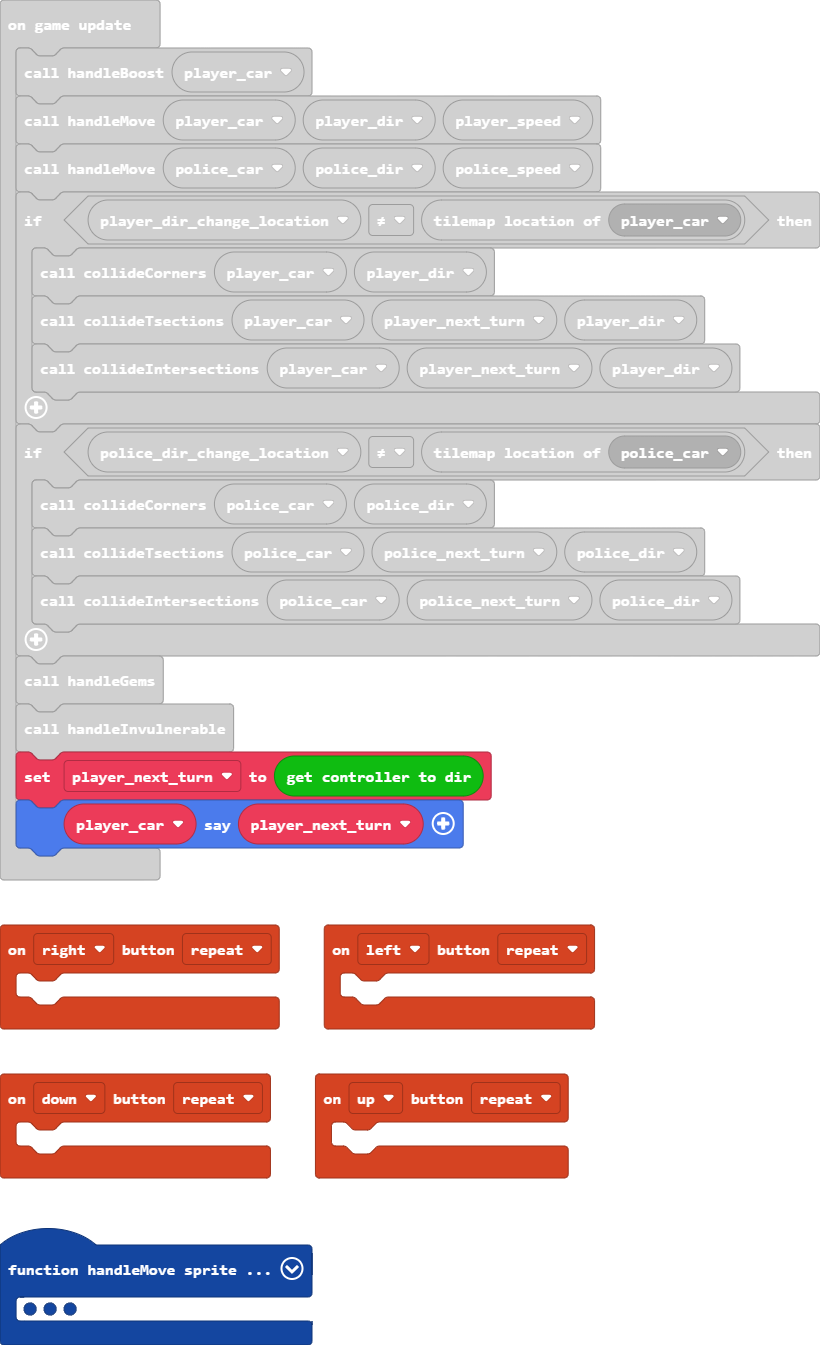 on game update
call handleBoost player_car
call handleMove player_car player_dir player_speed
call handleMove police_car police_dir police_speed
if player_dir_change_location ≠ tilemap location of player_car then
call collideCorners player_car player_dir
call collideTsections player_car player_next_turn player_dir
call collideIntersections player_car player_next_turn player_dir
if police_dir_change_location ≠ tilemap location of police_car then
call collideCorners police_car police_dir
call collideTsections police_car police_next_turn police_dir
call collideIntersections police_car police_next_turn police_dir
call handleGems
call handleInvulnerable
set player_next_turn to get controller to dir
player_car say player_next_turn
on right button repeat
on left button repeat
on down button repeat
on up button repeat
function handleMove sprite ...